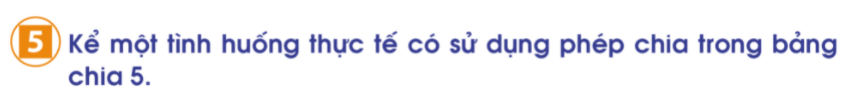 5 Kể một tình huống thực tế có sử dụng phép chia trong bảng
chia 5.